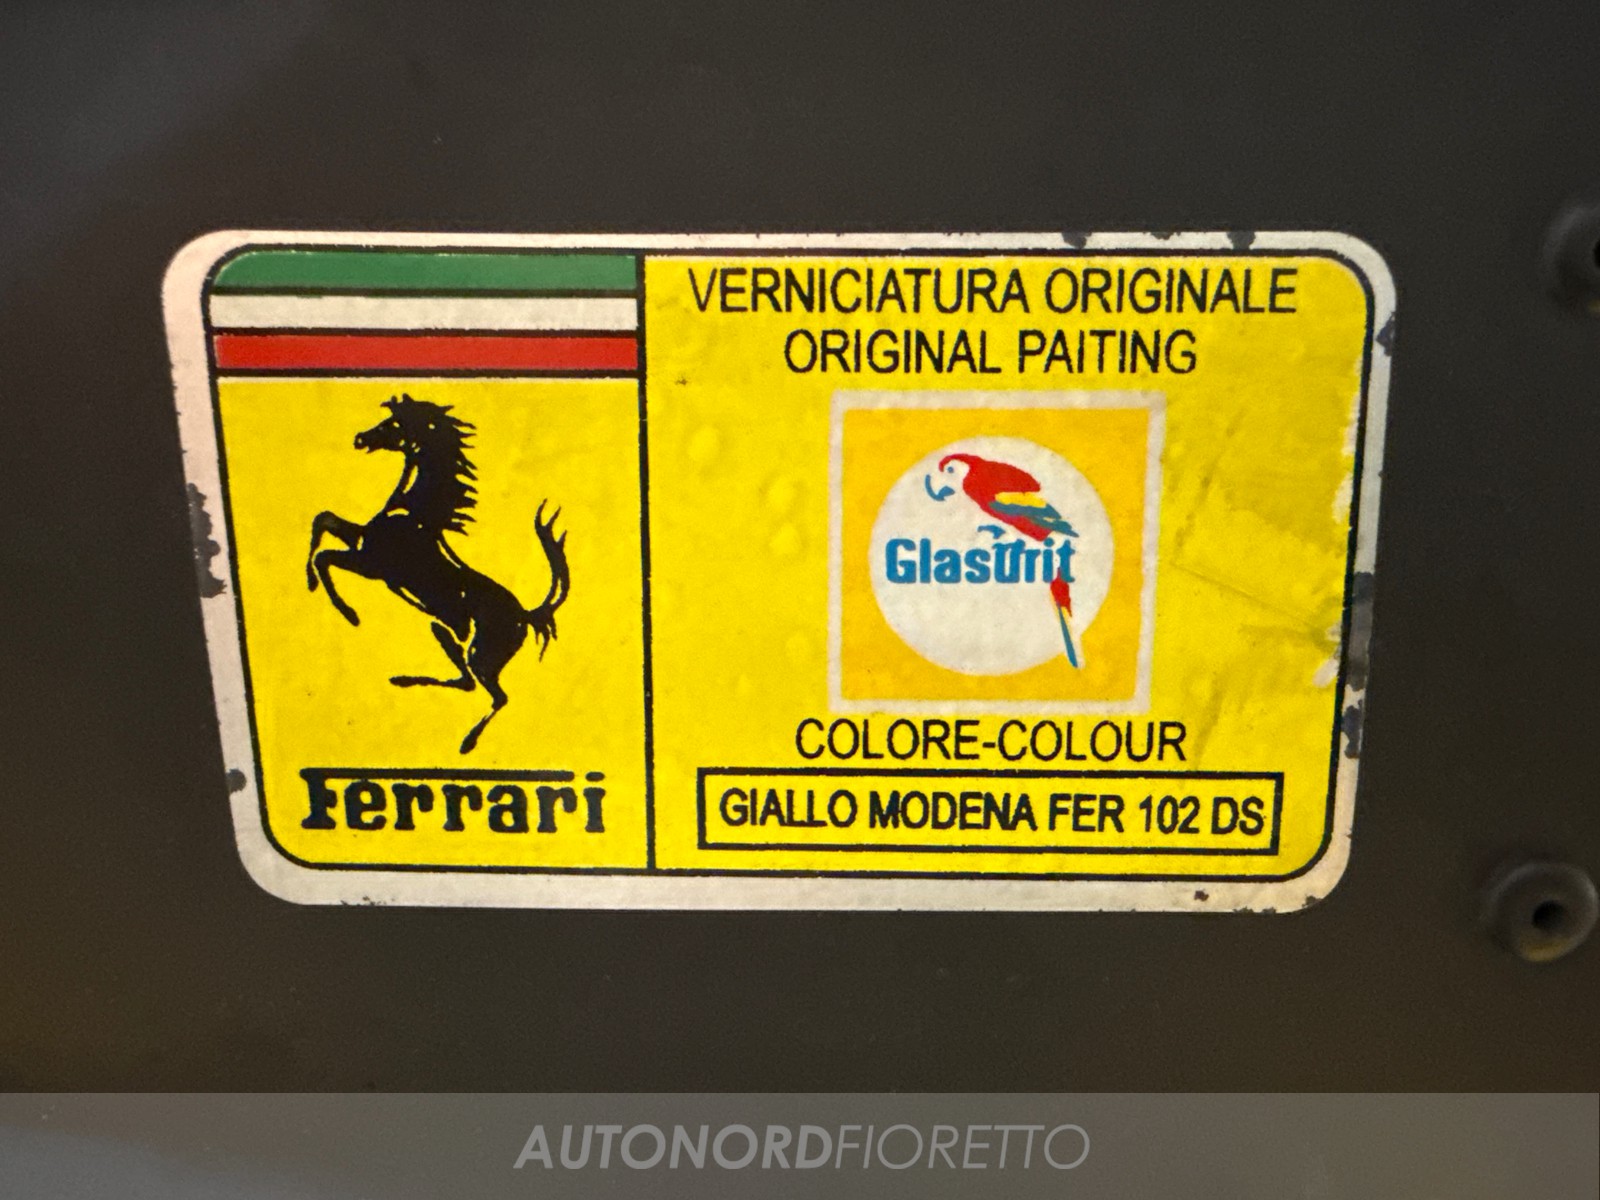 VERNICIATURA ORIGINALE
ORIGINAL PAITING
Glasurit
COLORE-COLOUR
GIALLO MODENA FER 102 DS
Ferrari
AUTONORDFIORETTO